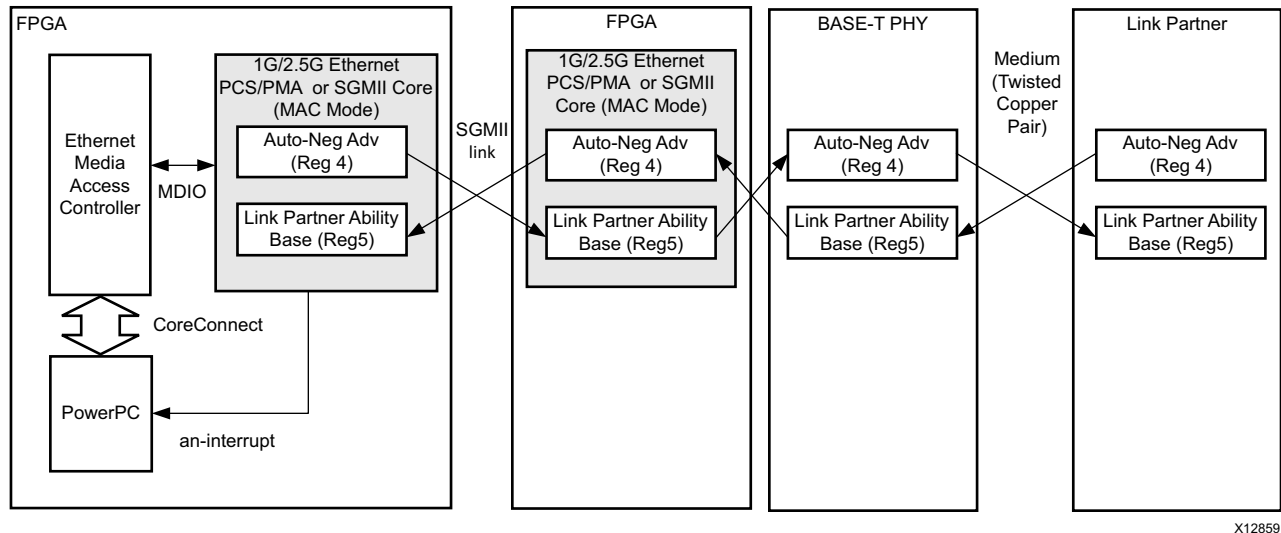 FPGA
1G/2.5G Ethernet
PCS/PMA or SGMII Core
(MAC Mode)
Ethernet
Media
Access
Controller
MDIO
Auto-Neg Adv
(Reg 4)
Link Partner Ability
Base (Reg5)
CoreConnect
PowerPC
an-interrupt
SGMII
link
FPGA
1G/2.5G Ethernet
PCS/PMA or SGMII
Core (MAC Mode)
Auto-Neg Adv
(Reg 4)
Link Partner Ability
Base (Reg5)
BASE-T PHY
Auto-Neg Adv
(Reg 4)
Link Partner Ability
Base (Reg5)
Medium
(Twisted
Copper
Pair)
Link Partner
Auto-Neg Adv
(Reg 4)
Link Partner Ability
Base (Reg5)
X12859